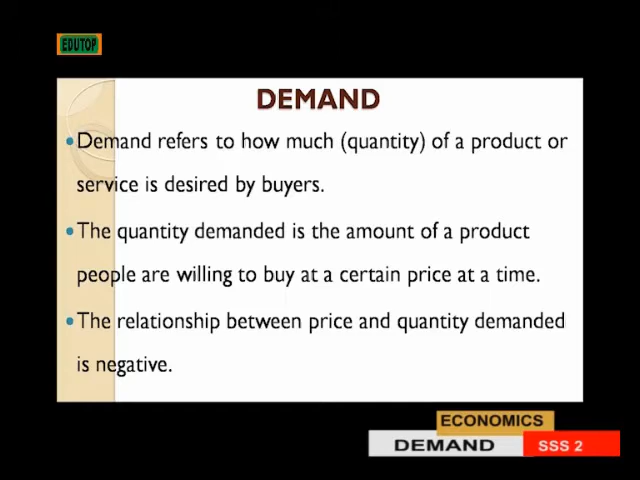 EDUTOP
DEMAND
•Demand refers to how much (quantity) of a product or
service is desired by buyers.
•The quantity demanded is the amount of a product
people are willing to buy at a certain price at a time.
•The relationship between price and quantity demanded
is negative.
ECONOMICS
DEMAND SSS 2